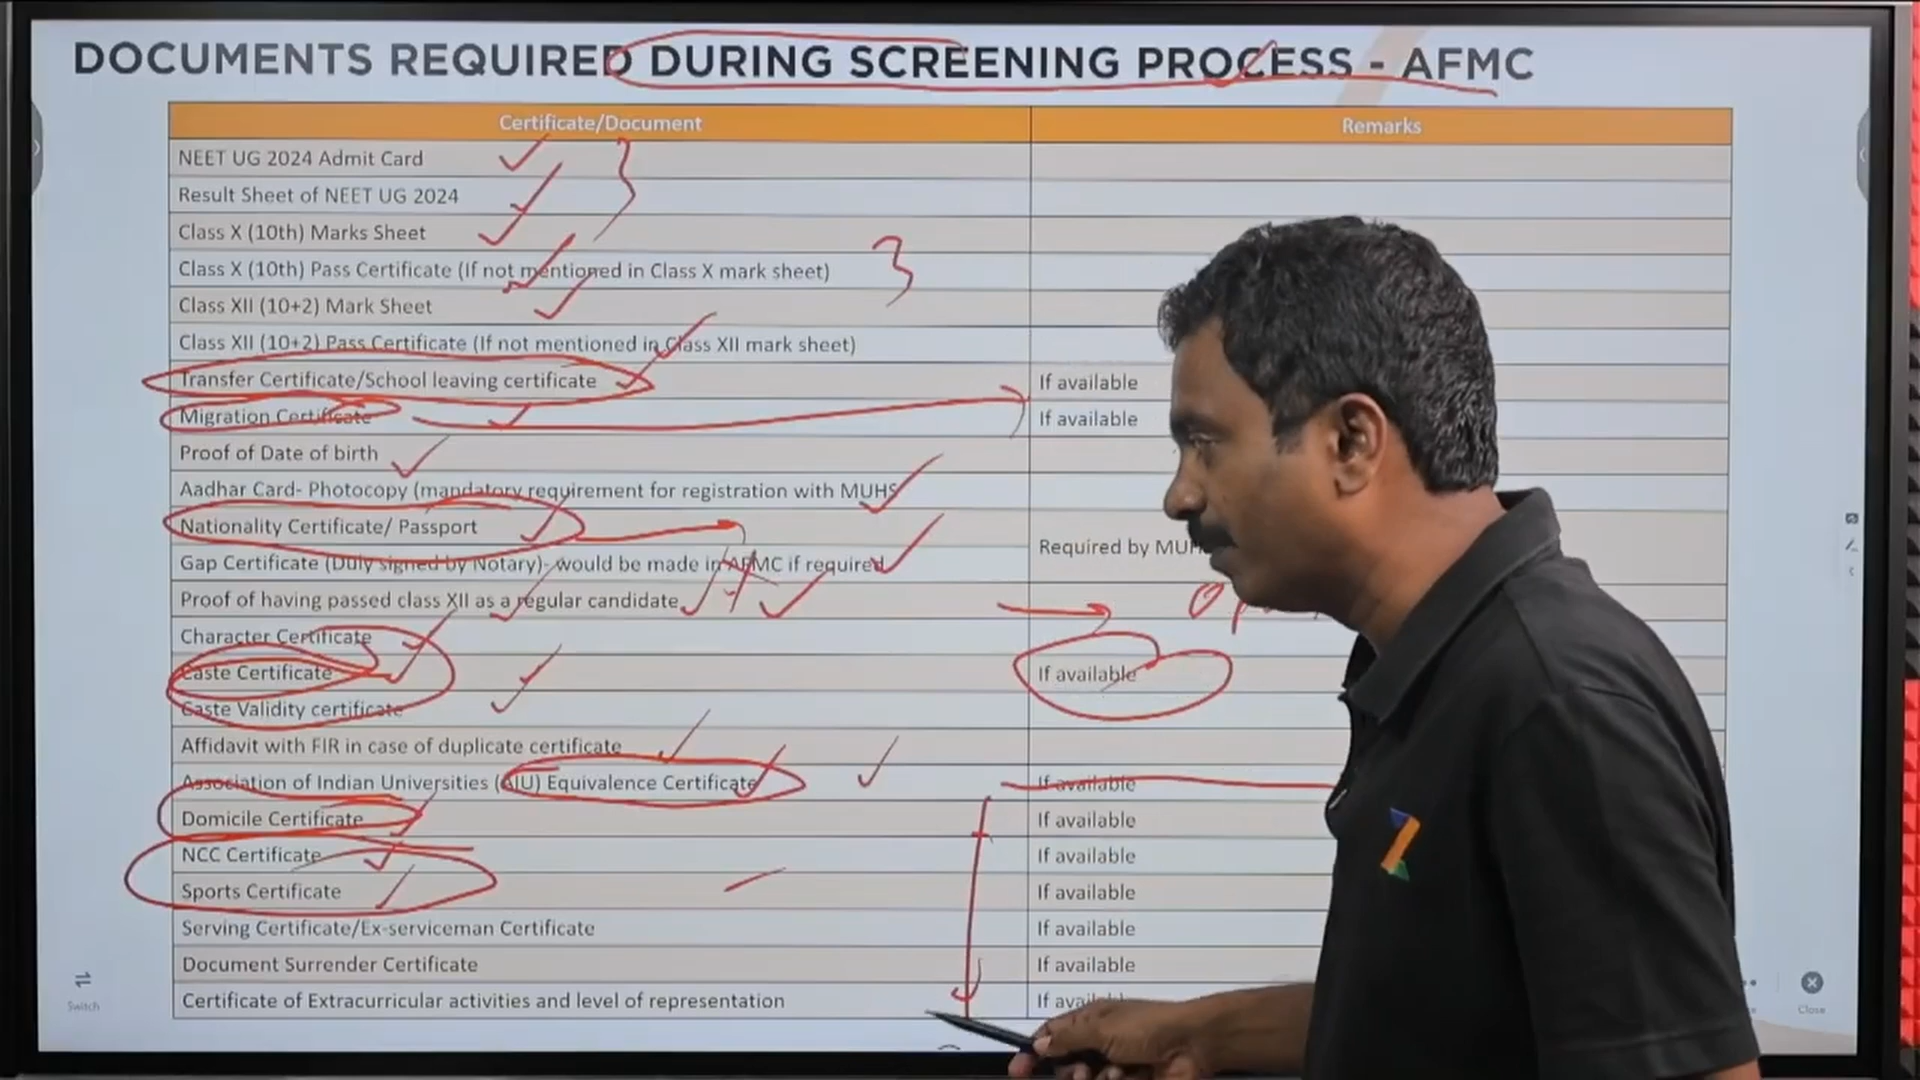 DOCUMENTS REQUIRED DURING SCREENING PROCESS - AFMC
Certificate/Document Remarks
NEET UG 2024 Admit Card
Result Sheet of NEET UG 2024
Class X (10th) Marks Sheet
Class X (10th) Pass Certificate (If not mentioned in Class X mark sheet)
Class XII (10+2) Mark Sheet
Class XII (10+2) Pass Certificate (If not mentioned in Class XII mark sheet)
Transfer Certificate/School leaving certificate If available
Migration Certificate If available
Proof of Date of birth
Aadhar Card- Photocopy (mandatory requirement for registration with MUHS
Nationality Certificate/ Passport
Required by
Gap Certificate (Duly signed by Notary)- would be made in AFMC if required
Proof of having passed class XII as a regular candidate
Character Certificate
Caste Certificate If available
Caste Validity certificate
Affidavit with FIR in case of duplicate certificate
Association of Indian Universities (AIU) Equivalence Certificate If available
Domicile Certificate If available
NCC Certificate If available
Sports Certificate If available
Serving Certificate/Ex-serviceman Certificate If available
Document Surrender Certificate If available
Certificate of Extracurricular activities and level of representation If
Switch
Close